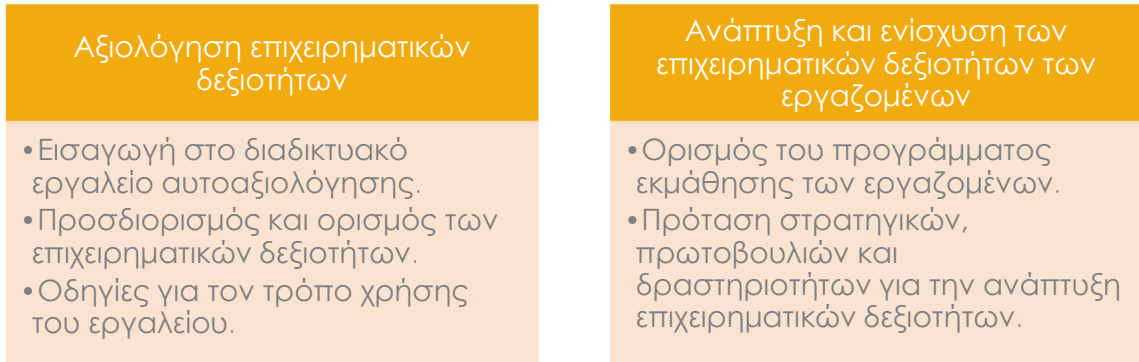 Αξιολόγηση επιχειρηματικών
δεξιοτήτων
•Εισαγωγή στο διαδικτυακό
εργαλείο αυτοαξιολόγησης.
•Προσδιορισμός και ορισμός των
επιχειρηματικών δεξιοτήτων.
•Οδηγίες για τον τρόπο χρήσης
του εργαλείου.
Ανάπτυξη και ενίσχυση των
επιχειρηματικών δεξιοτήτων των
εργαζομένων
•Ορισμός του προγράμματος
εκμάθησης των εργαζομένων.
•Πρόταση στρατηγικών,
πρωτοβουλιών και
δραστηριοτήτων για την ανάπτυξη
επιχειρηματικών δεξιοτήτων.